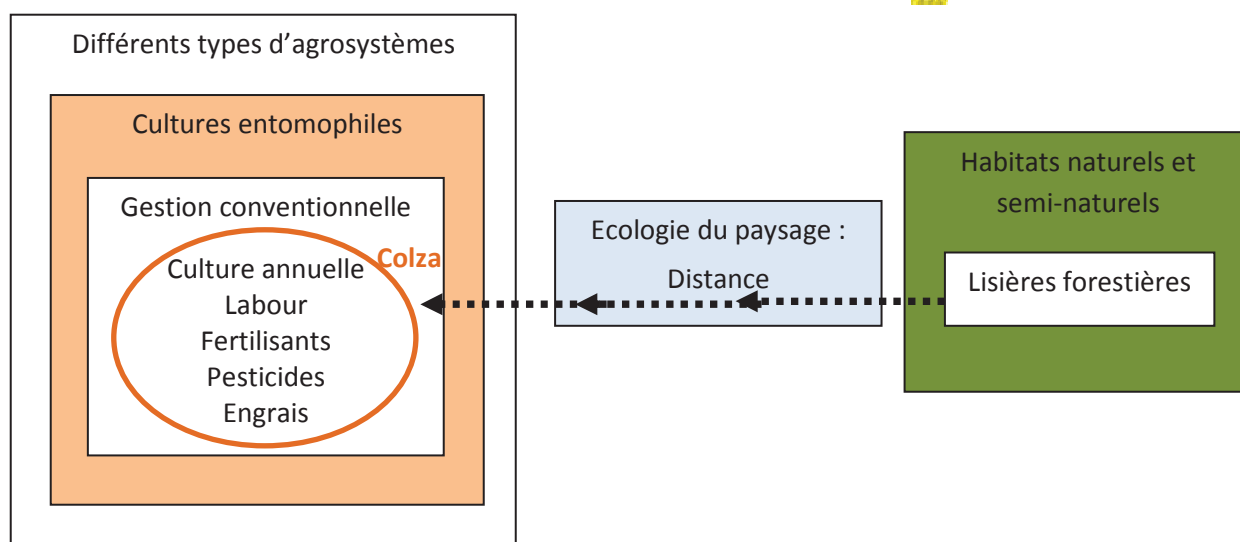 Différents types d'agrosystèmes
Cultures entomophiles
Gestion conventionnelle
Colza
Culture annuelle
Labour
Fertilisants
Pesticides
Engrais
Ecologie du paysage :
Distance
Habitats naturels et
semi-naturels
Lisières forestières